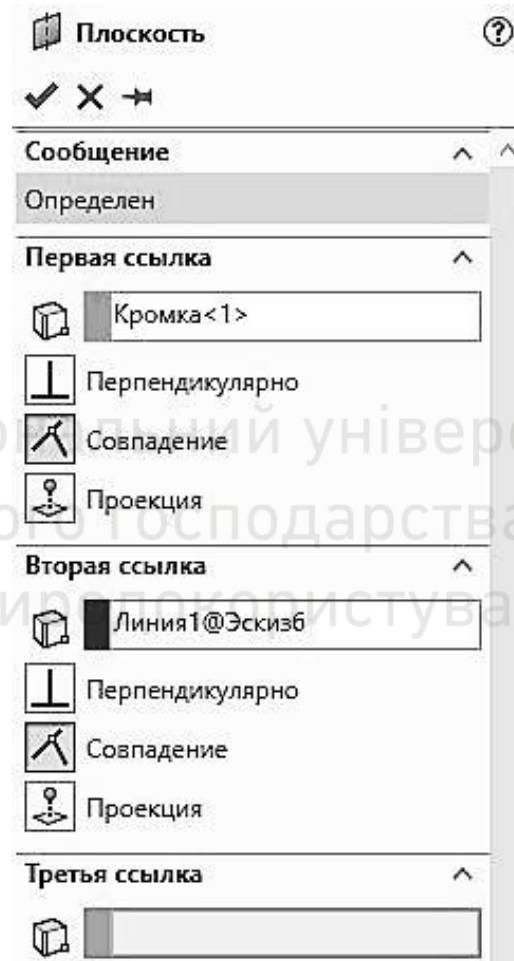 Плоскость
Сообщение
Определен
Первая ссылка
Кромка<1>
Перпендикулярно
Совпадение
Проекция
Вторая ссылка
Линия1@Эскиз6
Перпендикулярно
Совпадение
Проекция
Третья ссылка